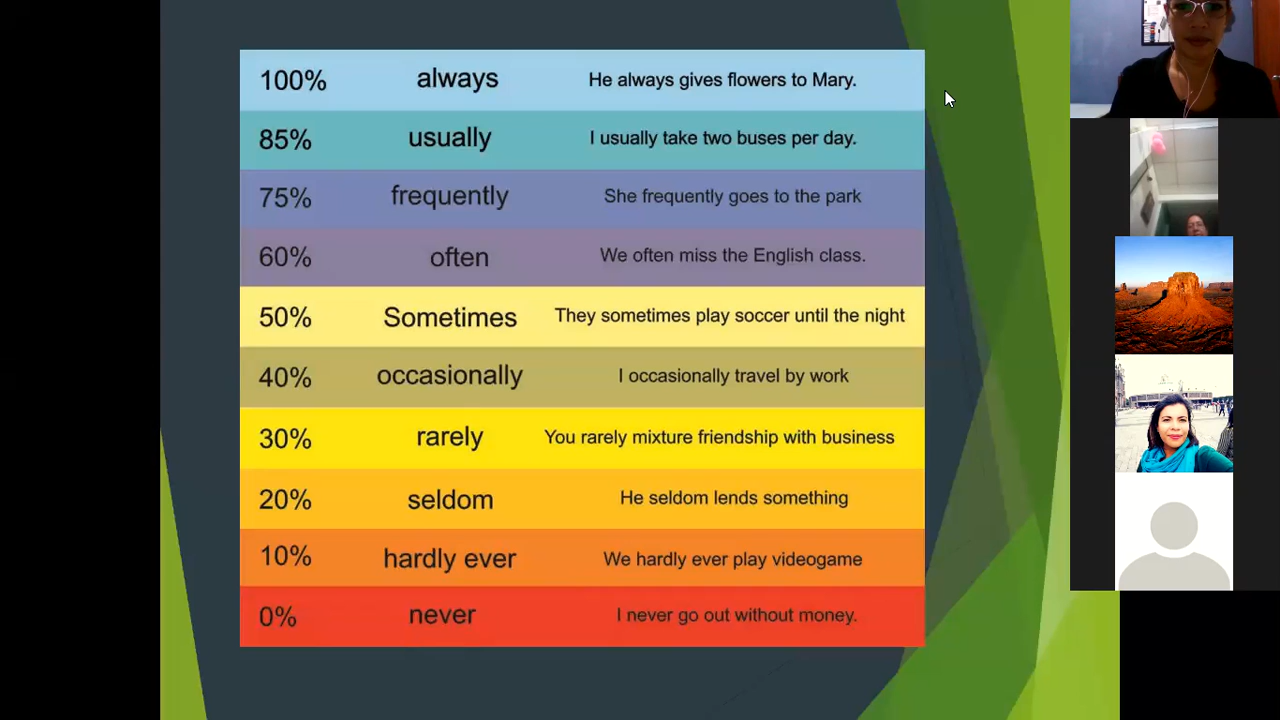 100% always He always gives flowers to Mary.
85% usually I usually take two buses per day.
75% frequently She frequently goes to the park
60% often We often miss the English class.
50% Sometimes They sometimes play soccer until the night
40% occasionally I occasionally travel by work
30% rarely You rarely mixture friendship with business
20% seldom He seldom lends something
10% hardly ever We hardly ever play videogame
0% never I never go out without money.